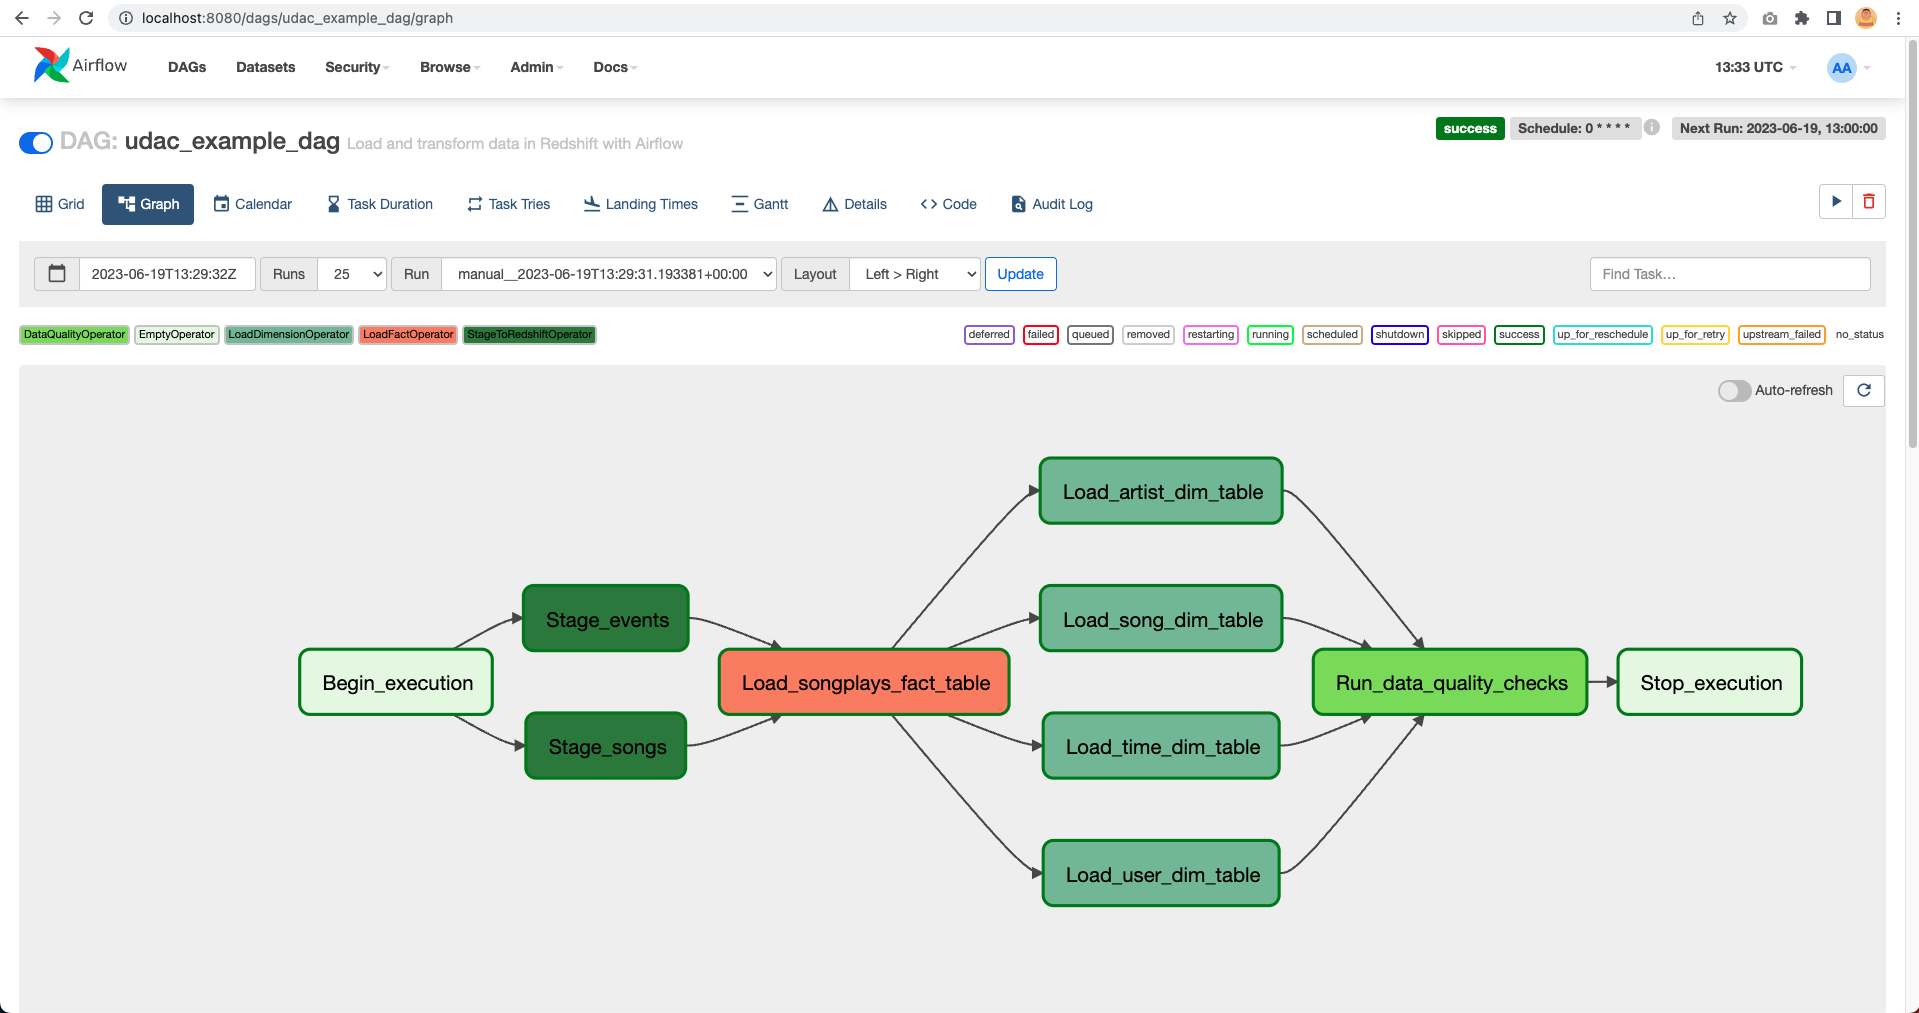 localhost:8080/dags/udac_example_dag/graph
Airflow DAGs Datasets Security Browse Admin Docs 13:33 UTC AA
DAG: udac_example_dag Load and transform data in Redshift with Airflow
success Schedule: 0 * * * * i Next Run: 2023-06-19, 13:00:00
Grid Graph Calendar Task Duration Task Tries Landing Times Gantt Details Code Audit Log
2023-06-19T13:29:32Z Runs 25 Run manual__2023-06-19T13:29:31.193381+00:00 Layout Left > Right Update Find Task...
DataQualityOperator EmptyOperator LoadDimensionOperator LoadFactOperator StageToRedshiftOperator deferred failed queued removed restarting running scheduled shutdown skipped success up_for_reschedule up_for_retry upstream_failed no_status
Auto-refresh
Load_artist_dim_table
Stage_events
Load_song_dim_table
Begin_execution
Load_songplays_fact_table
Run_data_quality_checks
Stop_execution
Stage_songs
Load_time_dim_table
Load_user_dim_table